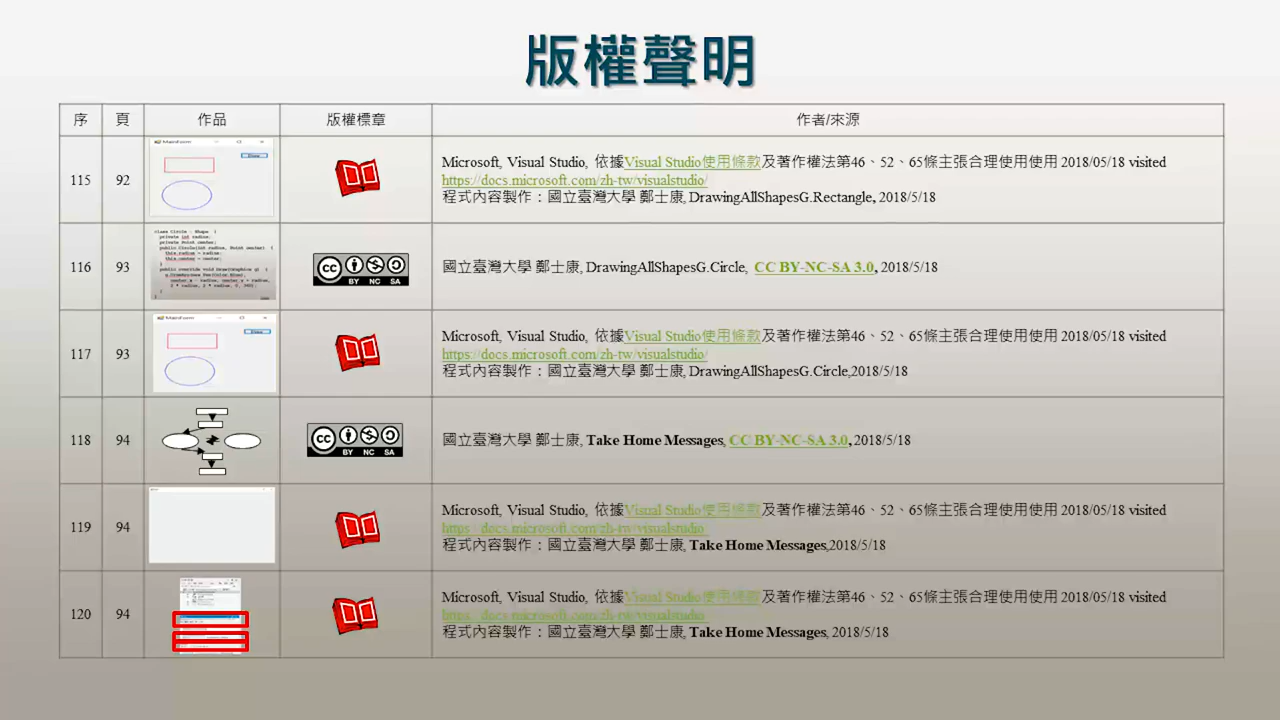 版權聲明
序 頁 作品 版權標章 作者/來源
115 92 Microsoft, Visual Studio, 依據Visual Studio使用條款及著作權法第46、52、65條主張合理使用使用 2018/05/18 visited
https://docs.microsoft.com/zh-tw/visualstudio/
程式內容製作：國立臺灣大學 鄭士康, DrawingAllShapesG.Rectangle, 2018/5/18
116 93 CC BY NC SA 國立臺灣大學 鄭士康, DrawingAllShapesG.Circle, CC BY-NC-SA 3.0, 2018/5/18
117 93 Microsoft, Visual Studio, 依據Visual Studio使用條款及著作權法第46、52、65條主張合理使用使用 2018/05/18 visited
https://docs.microsoft.com/zh-tw/visualstudio/
程式內容製作：國立臺灣大學 鄭士康, DrawingAllShapesG.Circle,2018/5/18
118 94 CC BY NC SA 國立臺灣大學 鄭士康, Take Home Messages, CC BY-NC-SA 3.0, 2018/5/18
119 94 Microsoft, Visual Studio, 依據Visual Studio使用條款及著作權法第46、52、65條主張合理使用使用 2018/05/18 visited
https://docs.microsoft.com/zh-tw/visualstudio/
程式內容製作：國立臺灣大學 鄭士康, Take Home Messages,2018/5/18
120 94 Microsoft, Visual Studio, 依據Visual Studio使用條款及著作權法第46、52、65條主張合理使用使用 2018/05/18 visited
https://docs.microsoft.com/zh-tw/visualstudio/
程式內容製作：國立臺灣大學 鄭士康, Take Home Messages, 2018/5/18